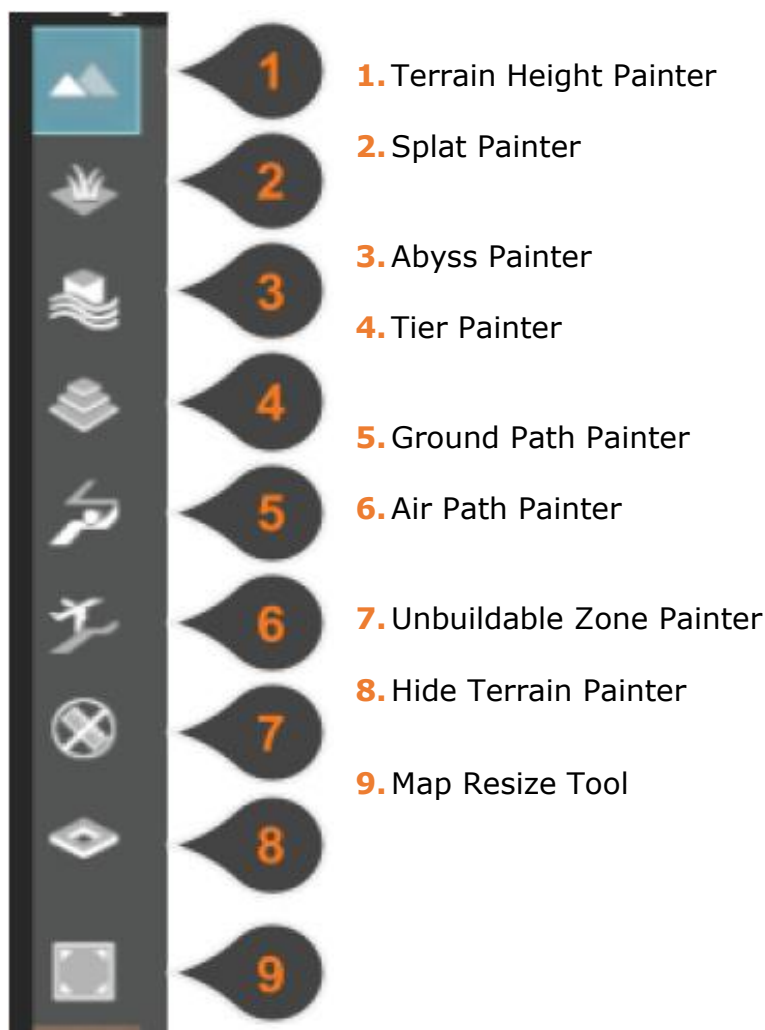 1
2
3
4
5
6
7
8
9
1. Terrain Height Painter
2. Splat Painter
3. Abyss Painter
4. Tier Painter
5. Ground Path Painter
6. Air Path Painter
7. Unbuildable Zone Painter
8. Hide Terrain Painter
9. Map Resize Tool